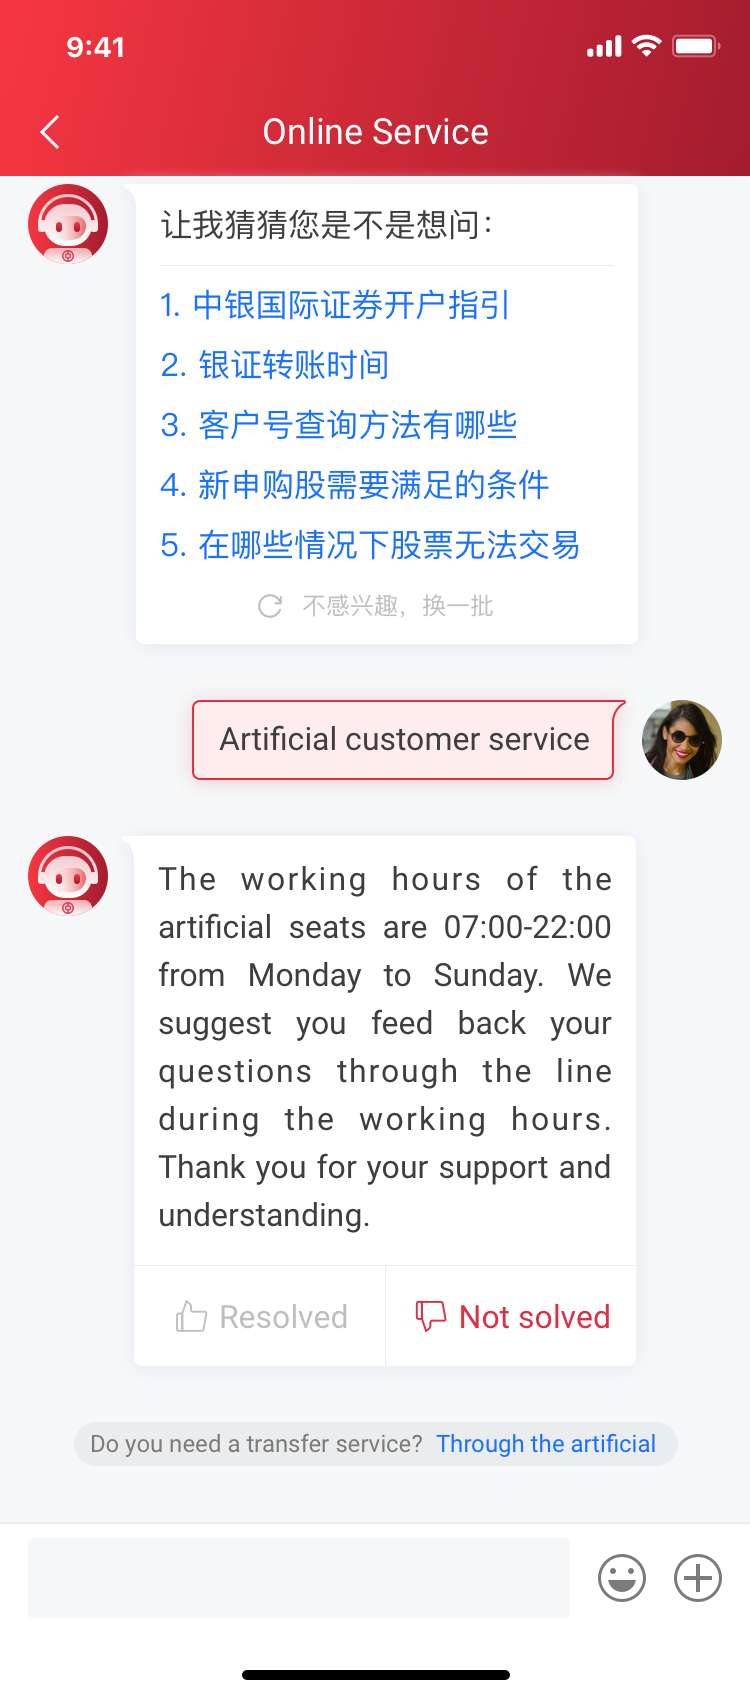 9:41
Online Service
让我猜猜您是不是想问：
1. 中银国际证券开户指引
2. 银证转账时间
3. 客户号查询方法有哪些
4. 新申购股需要满足的条件
5. 在哪些情况下股票无法交易
不感兴趣，换一批
Artificial customer service
The working hours of the
artificial seats are 07:00-22:00
from Monday to Sunday. We
suggest you feed back your
questions through the line
during the working hours.
Thank you for your support and
understanding.
Resolved
Not solved
Do you need a transfer service? Through the artificial